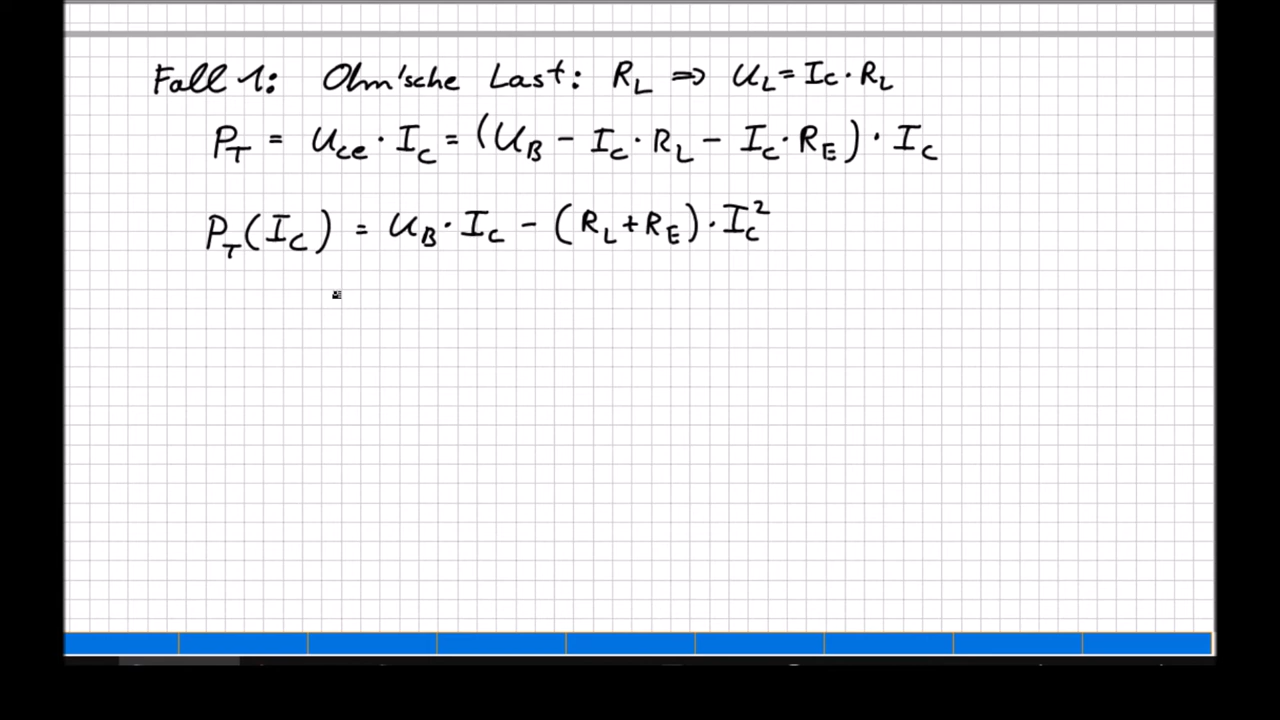 Fall 1: Ohm'sche Last: R_L ⇒ U_L = I_C · R_L
P_T = U_ce · I_C = (U_B − I_C · R_L − I_C · R_E) · I_C
P_T(I_C) = U_B · I_C − (R_L + R_E) · I_C²